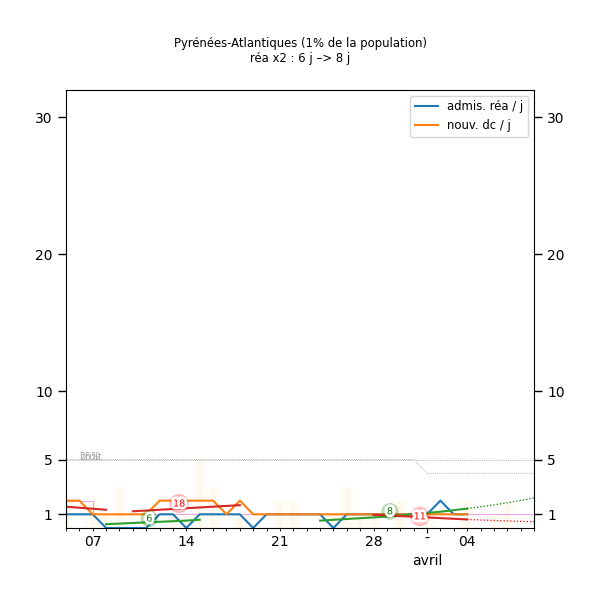 Pyrénées-Atlantiques (1% de la population)
réa x2 : 6 j –> 8 j
admis. réa / j
nouv. dc / j
30 30
20 20
10 10
5 5
1 1
6 18 8 11
07 14 21 28 - 04
avril